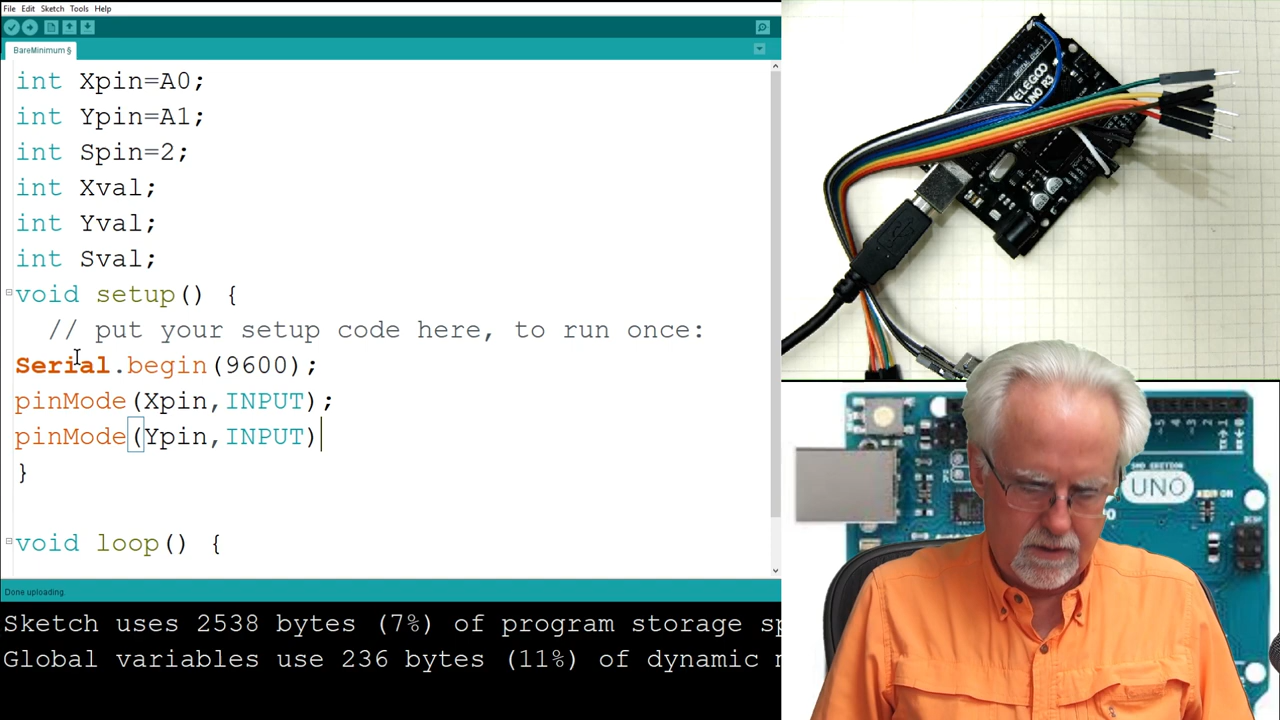 File Edit Sketch Tools Help
BareMinimum §
int Xpin=A0;
int Ypin=A1;
int Spin=2;
int Xval;
int Yval;
int Sval;
void setup() {
// put your setup code here, to run once:
Serial.begin(9600);
pinMode(Xpin,INPUT);
pinMode(Ypin,INPUT)
}
void loop() {
Done uploading.
Sketch uses 2538 bytes (7%) of program storage sp
Global variables use 236 bytes (11%) of dynamic m
ELEGOO
UNO R3
UNO
ON